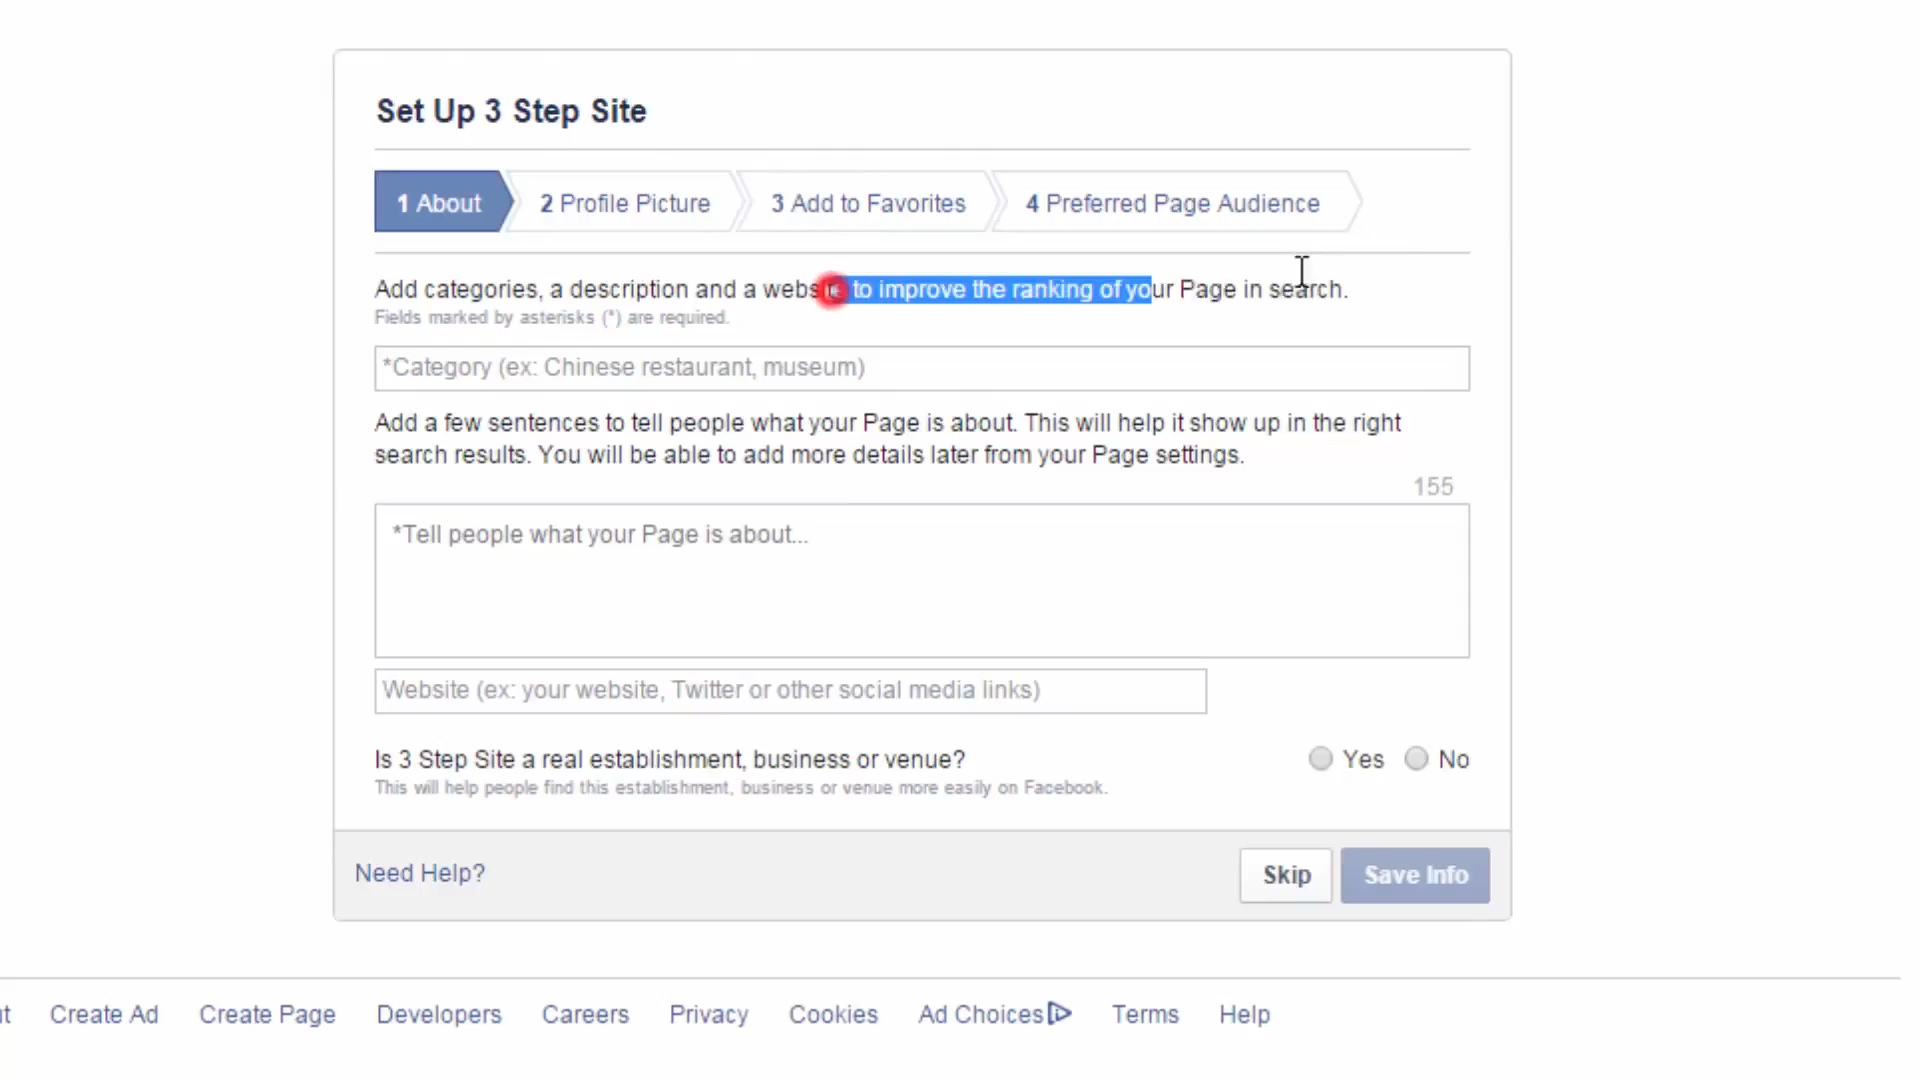 Set Up 3 Step Site
1 About 2 Profile Picture 3 Add to Favorites 4 Preferred Page Audience
Add categories, a description and a website to improve the ranking of your Page in search.
Fields marked by asterisks (*) are required.
*Category (ex: Chinese restaurant, museum)
Add a few sentences to tell people what your Page is about. This will help it show up in the right
search results. You will be able to add more details later from your Page settings.
155
*Tell people what your Page is about...
Website (ex: your website, Twitter or other social media links)
Is 3 Step Site a real establishment, business or venue? Yes No
This will help people find this establishment, business or venue more easily on Facebook.
Need Help? Skip Save Info
Create Ad Create Page Developers Careers Privacy Cookies Ad Choices Terms Help